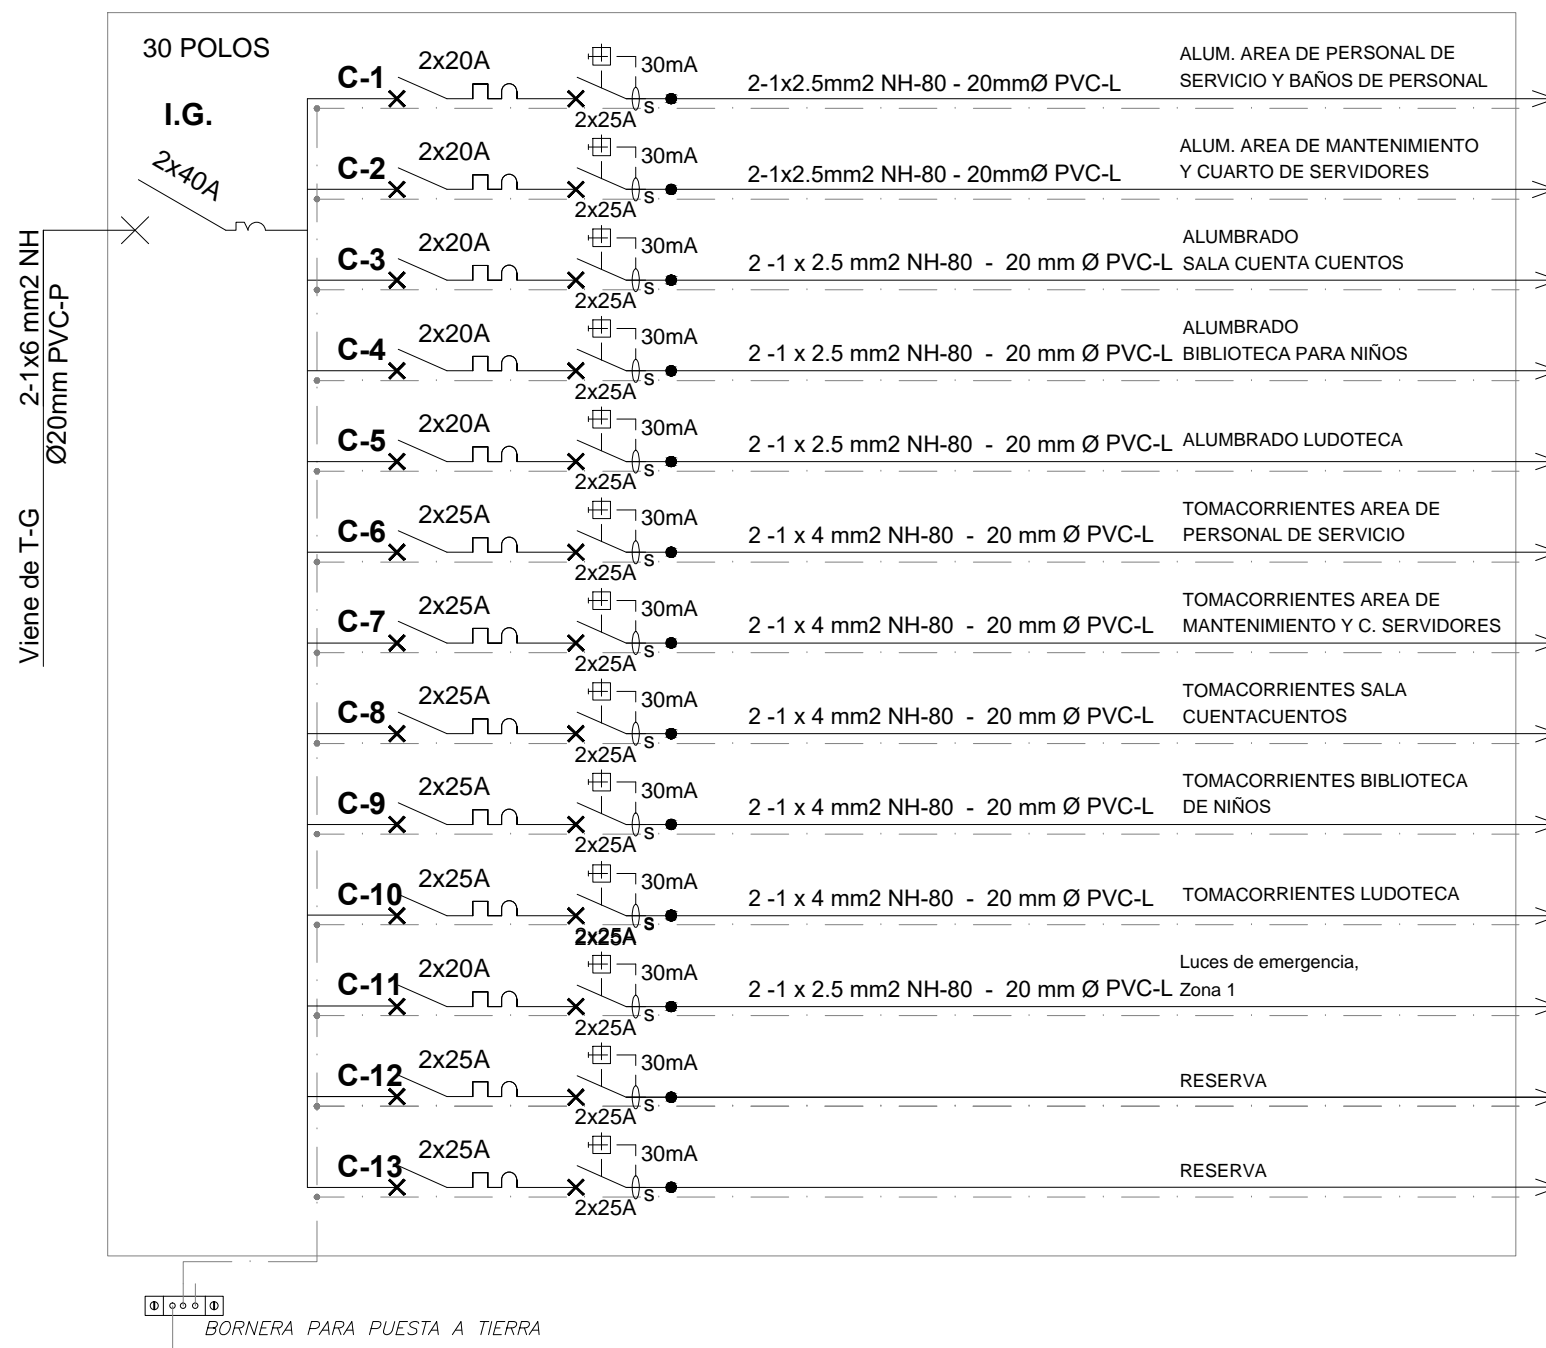 30 POLOS
I.G.
2x40A
2-1x6 mm2 NH
Ø20mm PVC-P
Viene de T-G
C-1
2x20A
30mA
2x25A
s
2-1x2.5mm2 NH-80 - 20mmØ PVC-L
ALUM. AREA DE PERSONAL DE
SERVICIO Y BAÑOS DE PERSONAL
C-2
2x20A
30mA
2x25A
s
2-1x2.5mm2 NH-80 - 20mmØ PVC-L
ALUM. AREA DE MANTENIMIENTO
Y CUARTO DE SERVIDORES
C-3
2x20A
30mA
2x25A
s
2 -1 x 2.5 mm2 NH-80 - 20 mm Ø PVC-L
ALUMBRADO
SALA CUENTA CUENTOS
C-4
2x20A
30mA
2x25A
s
2 -1 x 2.5 mm2 NH-80 - 20 mm Ø PVC-L
ALUMBRADO
BIBLIOTECA PARA NIÑOS
C-5
2x20A
30mA
2x25A
s
2 -1 x 2.5 mm2 NH-80 - 20 mm Ø PVC-L
ALUMBRADO LUDOTECA
C-6
2x25A
30mA
2x25A
s
2 -1 x 4 mm2 NH-80 - 20 mm Ø PVC-L
TOMACORRIENTES AREA DE
PERSONAL DE SERVICIO
C-7
2x25A
30mA
2x25A
s
2 -1 x 4 mm2 NH-80 - 20 mm Ø PVC-L
TOMACORRIENTES AREA DE
MANTENIMIENTO Y C. SERVIDORES
C-8
2x25A
30mA
2x25A
s
2 -1 x 4 mm2 NH-80 - 20 mm Ø PVC-L
TOMACORRIENTES SALA
CUENTACUENTOS
C-9
2x25A
30mA
2x25A
s
2 -1 x 4 mm2 NH-80 - 20 mm Ø PVC-L
TOMACORRIENTES BIBLIOTECA
DE NIÑOS
C-10
2x25A
30mA
2x25A
s
2 -1 x 4 mm2 NH-80 - 20 mm Ø PVC-L
TOMACORRIENTES LUDOTECA
C-11
2x20A
30mA
2x25A
s
2 -1 x 2.5 mm2 NH-80 - 20 mm Ø PVC-L
Luces de emergencia,
Zona 1
C-12
2x25A
30mA
2x25A
s
RESERVA
C-13
2x25A
30mA
2x25A
s
RESERVA
BORNERA PARA PUESTA A TIERRA